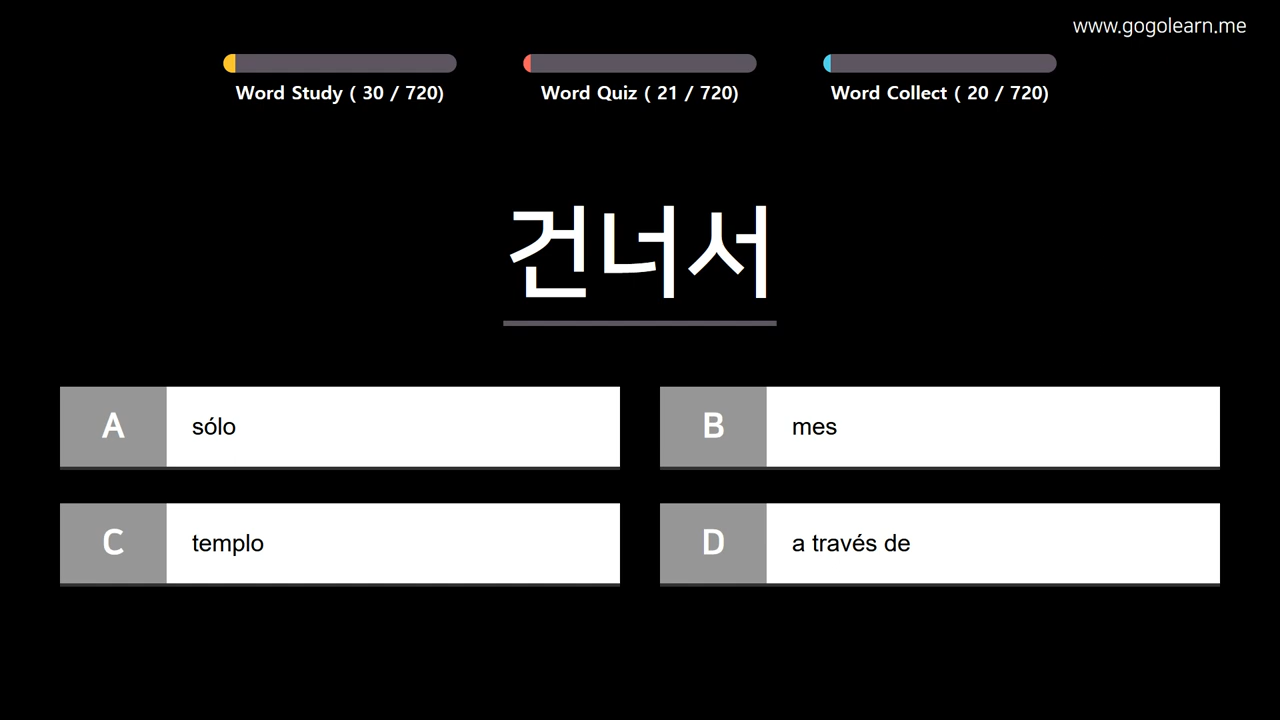 www.gogolearn.me
Word Study ( 30 / 720)
Word Quiz ( 21 / 720)
Word Collect ( 20 / 720)
건너서
A sólo
B mes
C templo
D a través de